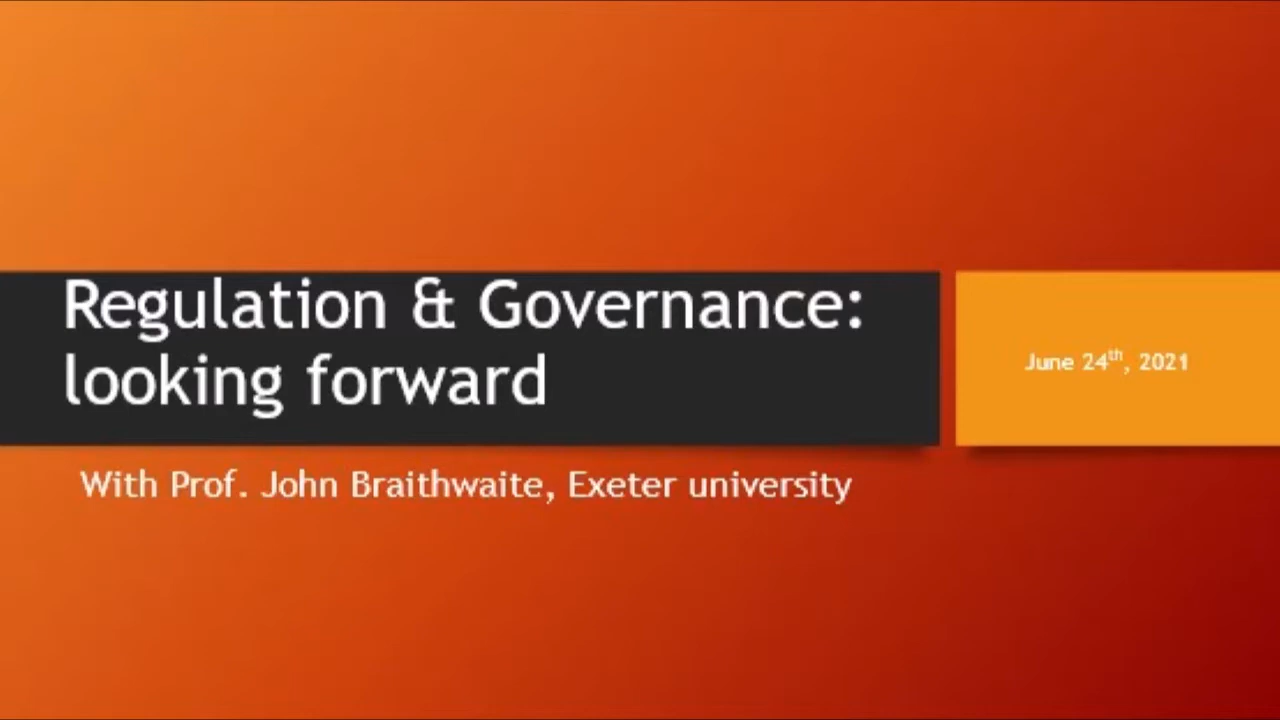 Regulation & Governance:
looking forward
June 24th, 2021
With Prof. John Braithwaite, Exeter university